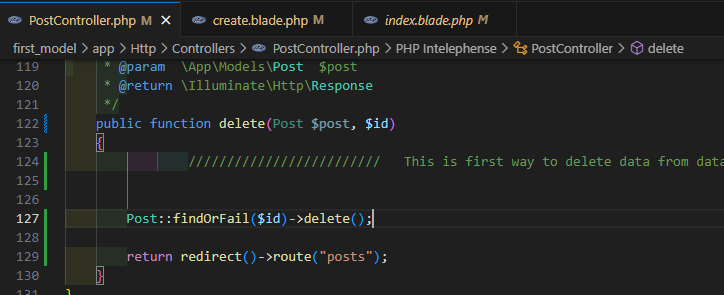 PostController.php M × create.blade.php M index.blade.php M
first_model > app > Http > Controllers > PostController.php > PHP Intelephense > PostController > delete
119 * @param \App\Models\Post $post
120 * @return \Illuminate\Http\Response
121 */
122 public function delete(Post $post, $id)
123 {
124 ///////////////////////// This is first way to delete data from data
125
126
127 Post::findOrFail($id)->delete();
128
129 return redirect()->route("posts");
130 }
131 }